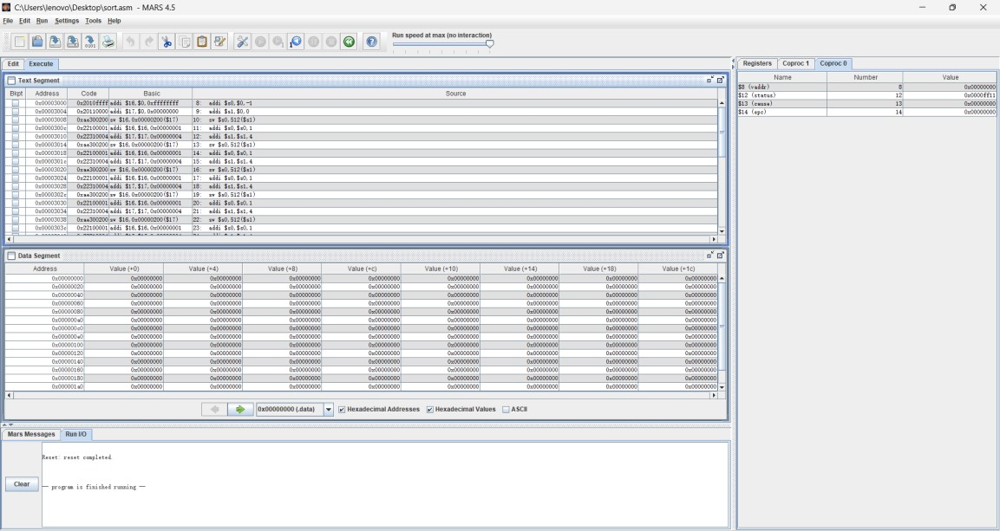 C:\Users\lenovo\Desktop\sort.asm - MARS 4.5
File Edit Run Settings Tools Help
Run speed at max (no interaction)
Edit Execute
Text Segment
Bkpt Address Code Basic Source
0x00003000 0x2010ffff addi $16,$0,0xffffffff 8: addi $s0,$0,-1
0x00003004 0x20110000 addi $17,$0,0x00000000 9: addi $s1,$0,0
0x00003008 0xae300200 sw $16,0x00000200($17) 10: sw $s0,512($s1)
0x0000300c 0x22100001 addi $16,$16,0x00000001 11: addi $s0,$s0,1
0x00003010 0x22310004 addi $17,$17,0x00000004 12: addi $s1,$s1,4
0x00003014 0xae300200 sw $16,0x00000200($17) 13: sw $s0,512($s1)
0x00003018 0x22100001 addi $16,$16,0x00000001 14: addi $s0,$s0,1
0x0000301c 0x22310004 addi $17,$17,0x00000004 15: addi $s1,$s1,4
0x00003020 0xae300200 sw $16,0x00000200($17) 16: sw $s0,512($s1)
0x00003024 0x22100001 addi $16,$16,0x00000001 17: addi $s0,$s0,1
0x00003028 0x22310004 addi $17,$17,0x00000004 18: addi $s1,$s1,4
0x0000302c 0xae300200 sw $16,0x00000200($17) 19: sw $s0,512($s1)
0x00003030 0x22100001 addi $16,$16,0x00000001 20: addi $s0,$s0,1
0x00003034 0x22310004 addi $17,$17,0x00000004 21: addi $s1,$s1,4
0x00003038 0xae300200 sw $16,0x00000200($17) 22: sw $s0,512($s1)
0x0000303c 0x22100001 addi $16,$16,0x00000001 23: addi $s0,$s0,1
Data Segment
Address Value (+0) Value (+4) Value (+8) Value (+c) Value (+10) Value (+14) Value (+18) Value (+1c)
0x00000000 0x00000000 0x00000000 0x00000000 0x00000000 0x00000000 0x00000000 0x00000000 0x00000000
0x00000020 0x00000000 0x00000000 0x00000000 0x00000000 0x00000000 0x00000000 0x00000000 0x00000000
0x00000040 0x00000000 0x00000000 0x00000000 0x00000000 0x00000000 0x00000000 0x00000000 0x00000000
0x00000060 0x00000000 0x00000000 0x00000000 0x00000000 0x00000000 0x00000000 0x00000000 0x00000000
0x00000080 0x00000000 0x00000000 0x00000000 0x00000000 0x00000000 0x00000000 0x00000000 0x00000000
0x000000a0 0x00000000 0x00000000 0x00000000 0x00000000 0x00000000 0x00000000 0x00000000 0x00000000
0x000000c0 0x00000000 0x00000000 0x00000000 0x00000000 0x00000000 0x00000000 0x00000000 0x00000000
0x000000e0 0x00000000 0x00000000 0x00000000 0x00000000 0x00000000 0x00000000 0x00000000 0x00000000
0x00000100 0x00000000 0x00000000 0x00000000 0x00000000 0x00000000 0x00000000 0x00000000 0x00000000
0x00000120 0x00000000 0x00000000 0x00000000 0x00000000 0x00000000 0x00000000 0x00000000 0x00000000
0x00000140 0x00000000 0x00000000 0x00000000 0x00000000 0x00000000 0x00000000 0x00000000 0x00000000
0x00000160 0x00000000 0x00000000 0x00000000 0x00000000 0x00000000 0x00000000 0x00000000 0x00000000
0x00000180 0x00000000 0x00000000 0x00000000 0x00000000 0x00000000 0x00000000 0x00000000 0x00000000
0x000001a0 0x00000000 0x00000000 0x00000000 0x00000000 0x00000000 0x00000000 0x00000000 0x00000000
0x00000000 (.data) Hexadecimal Addresses Hexadecimal Values ASCII
Mars Messages Run I/O
Reset: reset completed.
-- program is finished running --
Clear
Registers Coproc 1 Coproc 0
Name Number Value
$8 (vaddr) 8 0x00000000
$12 (status) 12 0x0000ff11
$13 (cause) 13 0x00000000
$14 (epc) 14 0x00000000